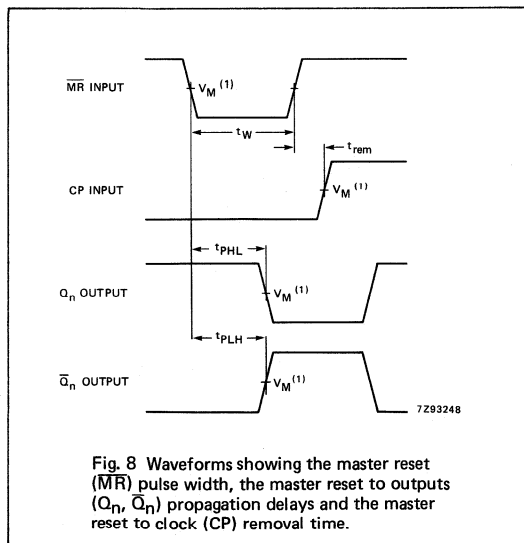 M̅R̅ INPUT
V_M (1)
t_W
t_rem
CP INPUT
V_M (1)
t_PHL
Q_n OUTPUT
V_M (1)
t_PLH
Q̅_n OUTPUT
V_M (1)
7Z93248
Fig. 8 Waveforms showing the master reset
(M̅R̅) pulse width, the master reset to outputs
(Q_n, Q̅_n) propagation delays and the master
reset to clock (CP) removal time.